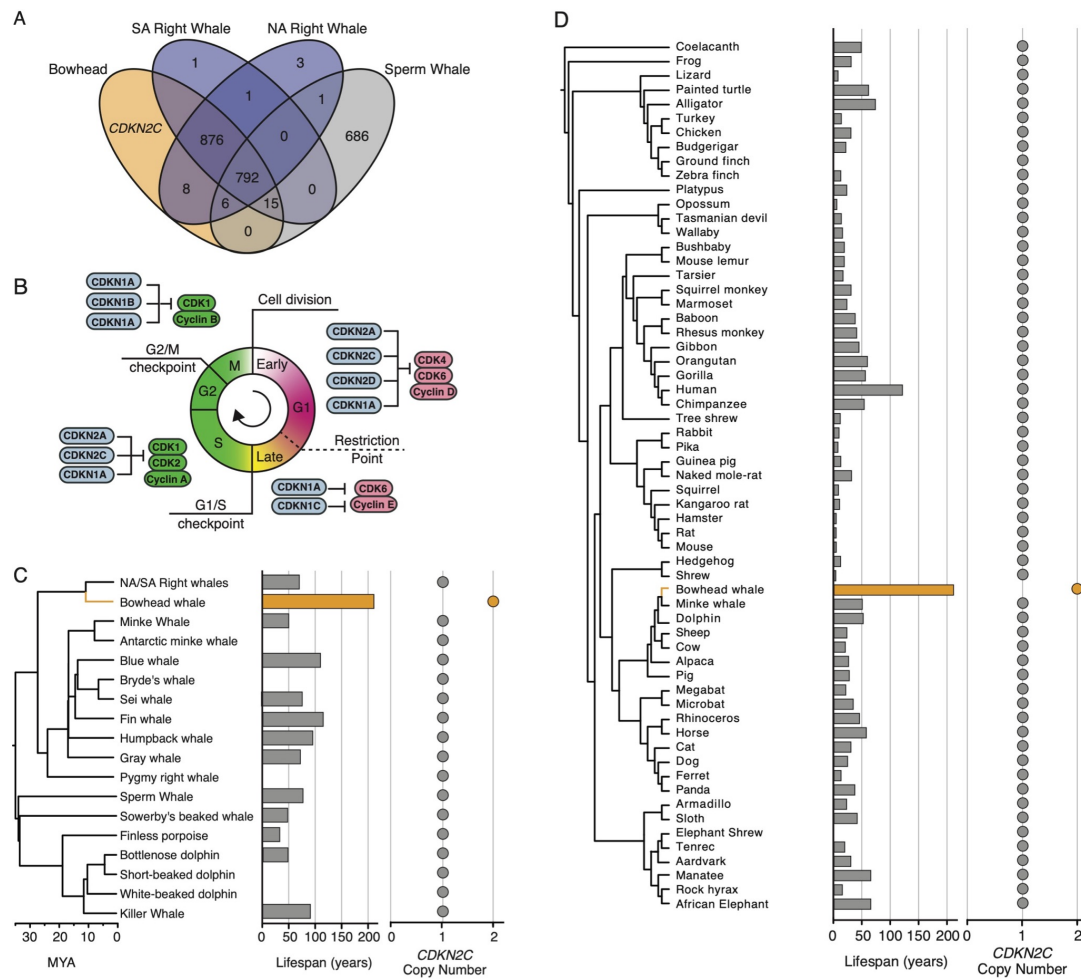 A
SA Right Whale
NA Right Whale
Bowhead
Sperm Whale
1
3
1
1
CDKN2C
876
0
686
792
8
6
15
0
0
B
CDKN1A
CDKN1B
CDKN1A
CDK1
Cyclin B
Cell division
G2/M
checkpoint
M
Early
G2
G1
S
Late
CDKN2A
CDKN2C
CDKN2D
CDKN1A
CDK4
CDK6
Cyclin D
CDKN2A
CDKN2C
CDKN1A
CDK1
CDK2
Cyclin A
Restriction
Point
CDKN1A
CDKN1C
CDK6
Cyclin E
G1/S
checkpoint
C
NA/SA Right whales
Bowhead whale
Minke Whale
Antarctic minke whale
Blue whale
Bryde's whale
Sei whale
Fin whale
Humpback whale
Gray whale
Pygmy right whale
Sperm Whale
Sowerby's beaked whale
Finless porpoise
Bottlenose dolphin
Short-beaked dolphin
White-beaked dolphin
Killer Whale
30 20 10 0
MYA
0 50 100 150 200
Lifespan (years)
0 1 2
CDKN2C
Copy Number
D
Coelacanth
Frog
Lizard
Painted turtle
Alligator
Turkey
Chicken
Budgerigar
Ground finch
Zebra finch
Platypus
Opossum
Tasmanian devil
Wallaby
Bushbaby
Mouse lemur
Tarsier
Squirrel monkey
Marmoset
Baboon
Rhesus monkey
Gibbon
Orangutan
Gorilla
Human
Chimpanzee
Tree shrew
Rabbit
Pika
Guinea pig
Naked mole-rat
Squirrel
Kangaroo rat
Hamster
Rat
Mouse
Hedgehog
Shrew
Bowhead whale
Minke whale
Dolphin
Sheep
Cow
Alpaca
Pig
Megabat
Microbat
Rhinoceros
Horse
Cat
Dog
Ferret
Panda
Armadillo
Sloth
Elephant Shrew
Tenrec
Aardvark
Manatee
Rock hyrax
African Elephant
0 50 100 150 200
Lifespan (years)
0 1 2
CDKN2C
Copy Number